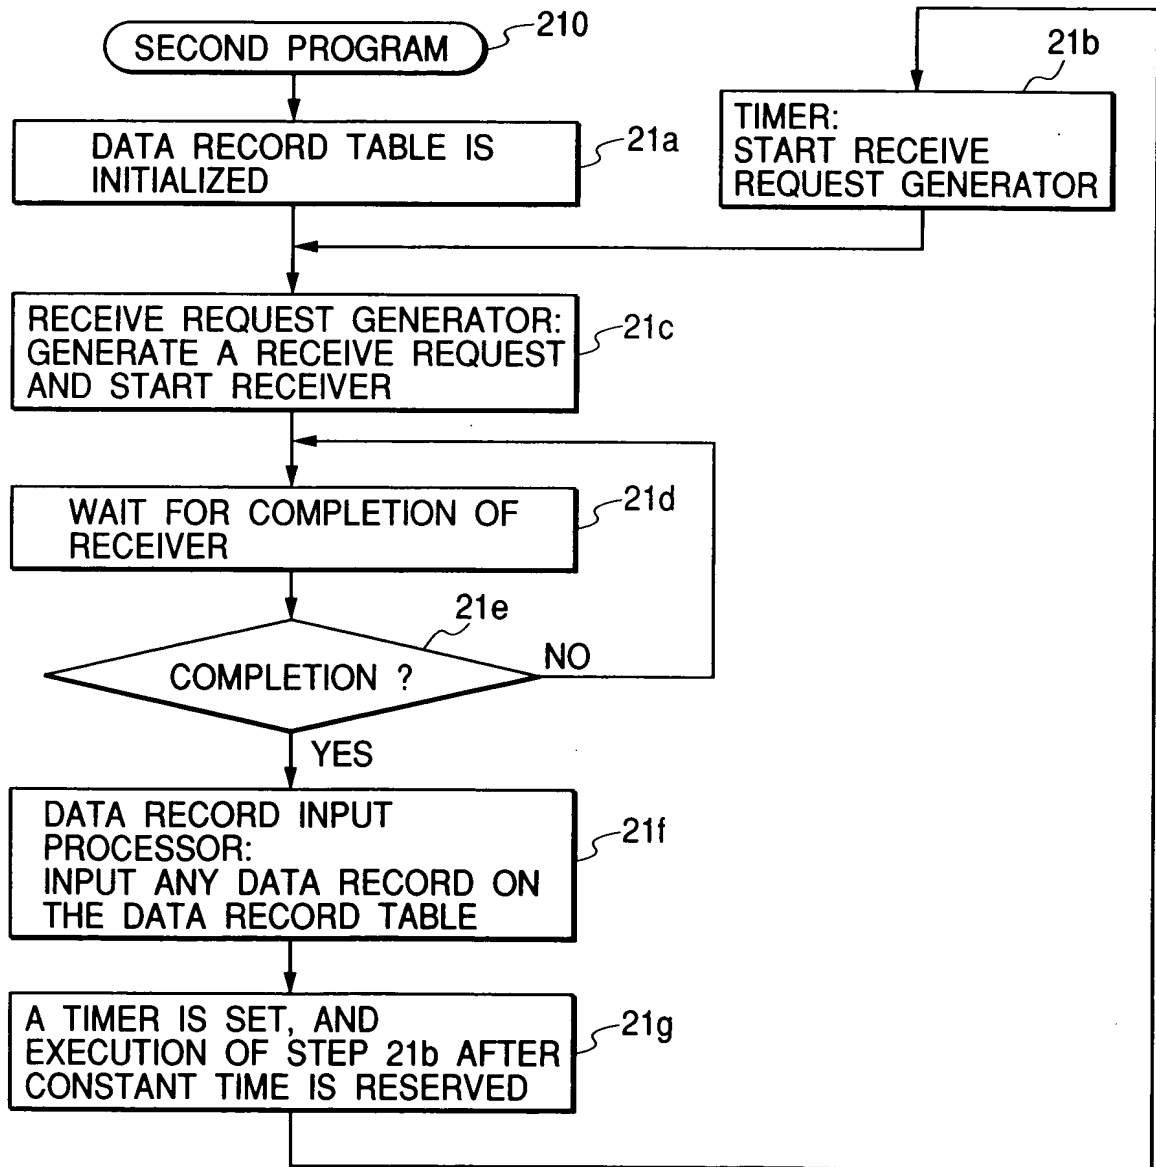 SECOND PROGRAM
210
DATA RECORD TABLE IS
INITIALIZED
21a
21b
TIMER:
START RECEIVE
REQUEST GENERATOR
RECEIVE REQUEST GENERATOR:
GENERATE A RECEIVE REQUEST
AND START RECEIVER
21c
WAIT FOR COMPLETION OF
RECEIVER
21d
21e
COMPLETION ?
NO
YES
DATA RECORD INPUT
PROCESSOR:
INPUT ANY DATA RECORD ON
THE DATA RECORD TABLE
21f
A TIMER IS SET, AND
EXECUTION OF STEP 21b AFTER
CONSTANT TIME IS RESERVED
21g